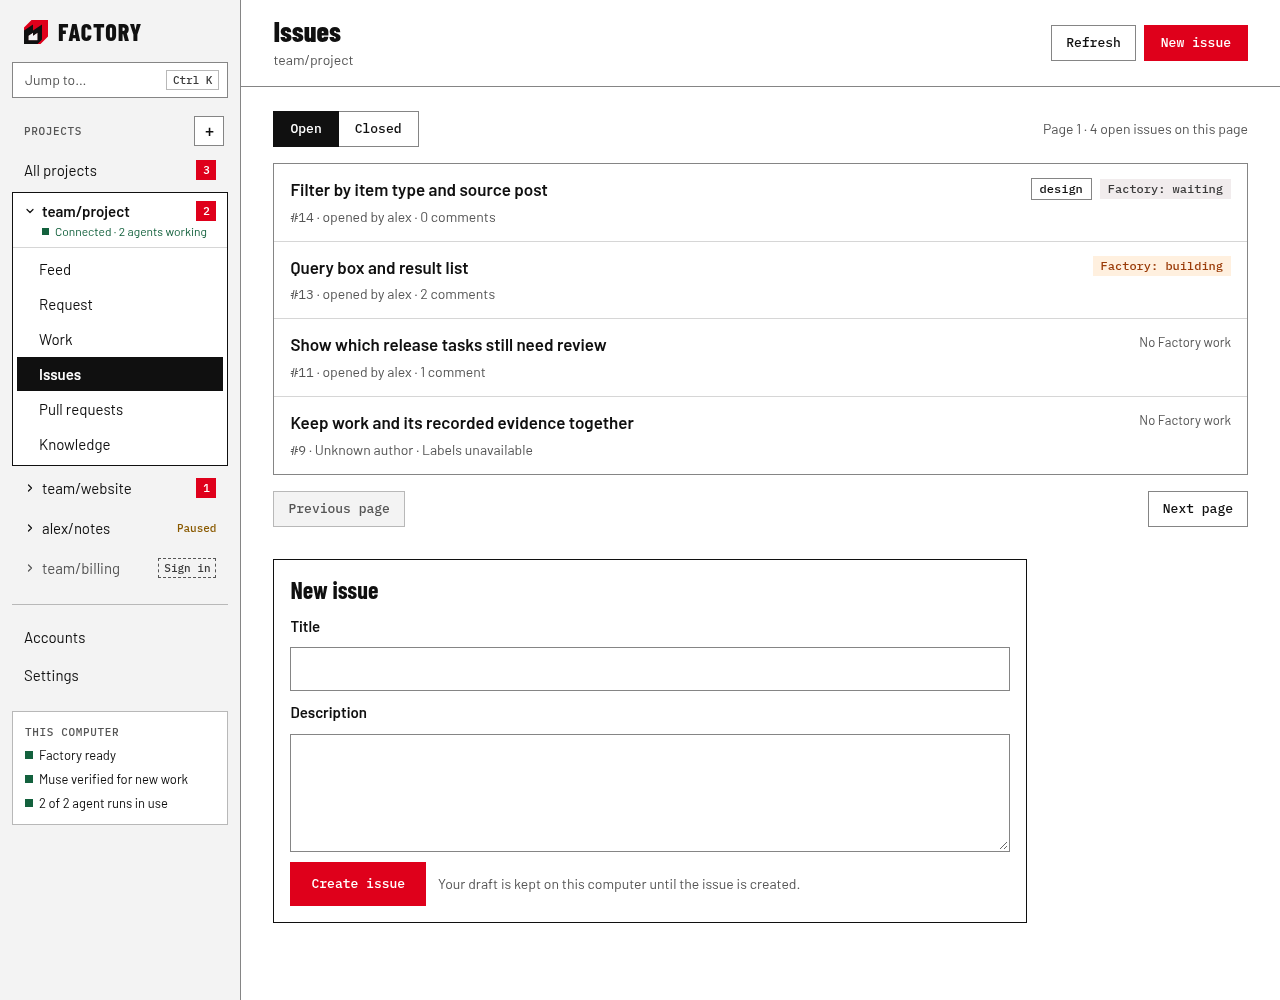 FACTORY
Jump to...
Ctrl K
PROJECTS
+
All projects
3
team/project
2
Connected · 2 agents working
Feed
Request
Work
Issues
Pull requests
Knowledge
team/website
1
alex/notes
Paused
team/billing
Sign in
Accounts
Settings
THIS COMPUTER
Factory ready
Muse verified for new work
2 of 2 agent runs in use
Issues
team/project
Refresh
New issue
Open
Closed
Page 1 · 4 open issues on this page
Filter by item type and source post
design
Factory: waiting
#14 · opened by alex · 0 comments
Query box and result list
Factory: building
#13 · opened by alex · 2 comments
Show which release tasks still need review
No Factory work
#11 · opened by alex · 1 comment
Keep work and its recorded evidence together
No Factory work
#9 · Unknown author · Labels unavailable
Previous page
Next page
New issue
Title
Description
Create issue
Your draft is kept on this computer until the issue is created.